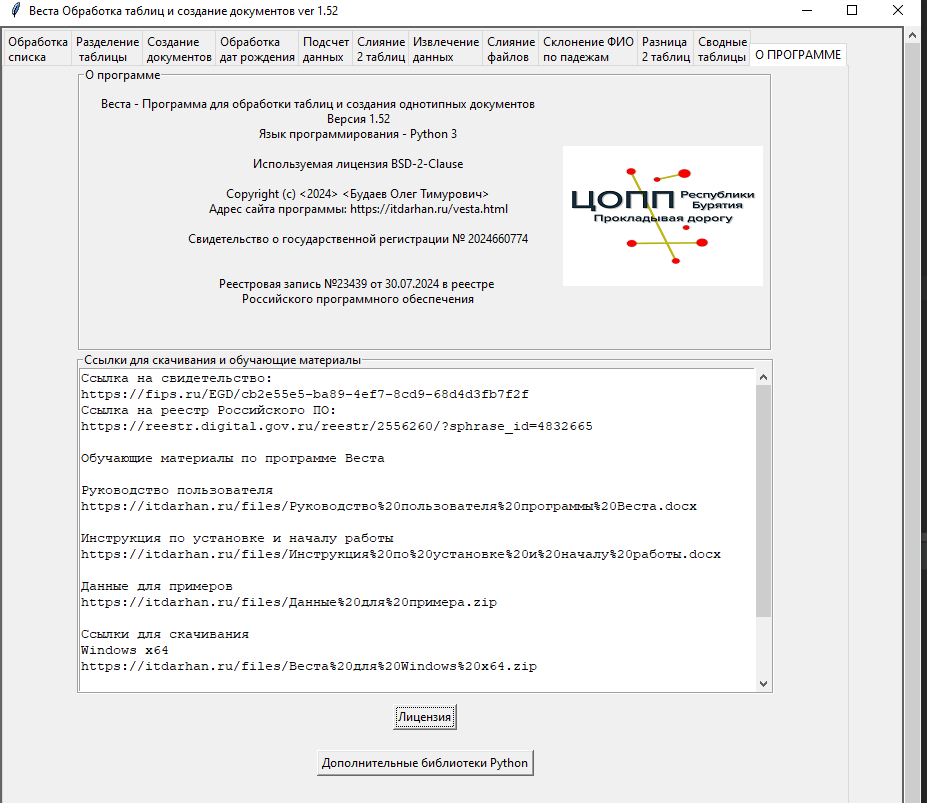 Веста Обработка таблиц и создание документов ver 1.52
Обработка списка
Разделение таблицы
Создание документов
Обработка дат рождения
Подсчет данных
Слияние 2 таблиц
Извлечение данных
Слияние файлов
Склонение ФИО по падежам
Разница 2 таблиц
Сводные таблицы
О ПРОГРАММЕ
О программе
Веста - Программа для обработки таблиц и создания однотипных документов
Версия 1.52
Язык программирования - Python 3
Используемая лицензия BSD-2-Clause
Copyright (c) <2024> <Будаев Олег Тимурович>
Адрес сайта программы: https://itdarhan.ru/vesta.html
Свидетельство о государственной регистрации № 2024660774
Реестровая запись №23439 от 30.07.2024 в реестре
Российского программного обеспечения
ЦОПП Республики
Бурятия
Прокладывая дорогу
Ссылки для скачивания и обучающие материалы
Ссылка на свидетельство:
https://fips.ru/EGD/cb2e55e5-ba89-4ef7-8cd9-68d4d3fb7f2f
Ссылка на реестр Российского ПО:
https://reestr.digital.gov.ru/reestr/2556260/?sphrase_id=4832665
Обучающие материалы по программе Веста
Руководство пользователя
https://itdarhan.ru/files/Руководство%20пользователя%20программы%20Веста.docx
Инструкция по установке и началу работы
https://itdarhan.ru/files/Инструкция%20по%20установке%20и%20началу%20работы.docx
Данные для примеров
https://itdarhan.ru/files/Данные%20для%20примера.zip
Ссылки для скачивания
Windows x64
https://itdarhan.ru/files/Веста%20для%20Windows%20x64.zip
Лицензия
Дополнительные библиотеки Python